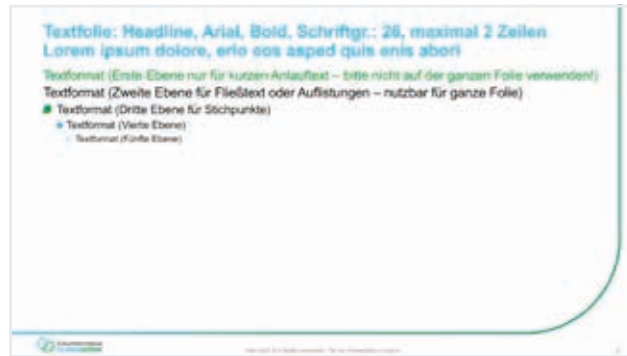 Textfolie: Headline, Arial, Bold, Schriftgr.: 26, maximal 2 Zeilen
Lorem ipsum dolore, erio eos asped quis enis abori
Textformat (Erste Ebene nur für kurzen Anlauftext – bitte nicht auf der ganzen Folie verwenden!)
Textformat (Zweite Ebene für Fließtext oder Auflistungen – nutzbar für ganze Folie)
Textformat (Dritte Ebene für Stichpunkte)
Textformat (Vierte Ebene)
Textformat (Fünfte Ebene)